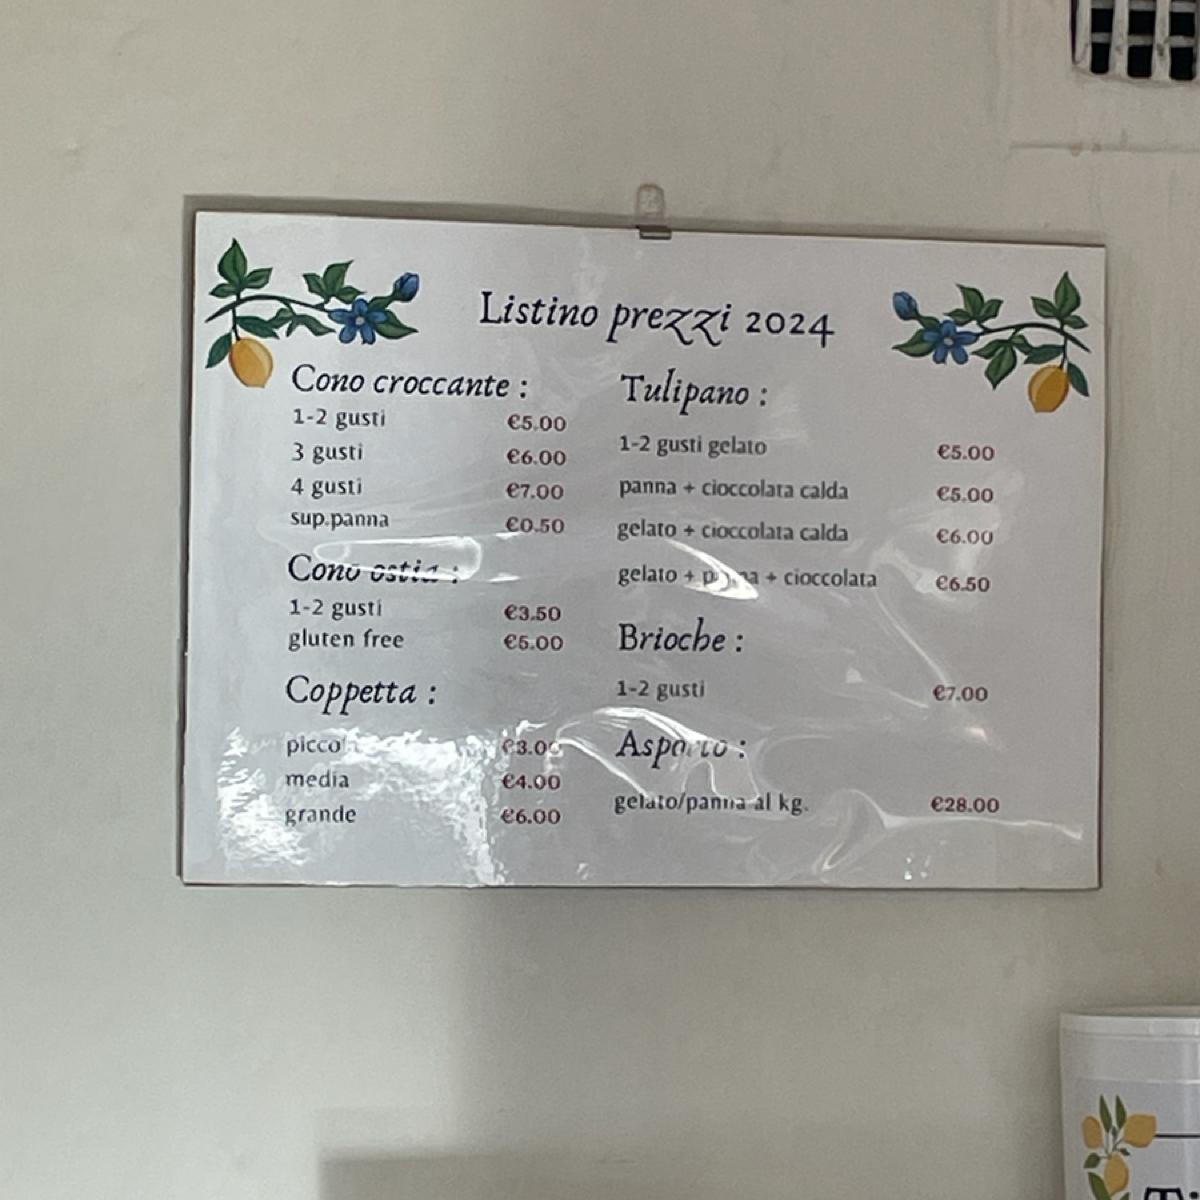 Listino prezzi 2024
Cono croccante :
1-2 gusti €5.00
3 gusti €6.00
4 gusti €7.00
sup.panna €0.50
Cono ostia :
1-2 gusti €3.50
gluten free €5.00
Coppetta :
piccola €3.00
media €4.00
grande €6.00
Tulipano :
1-2 gusti gelato €5.00
panna + cioccolata calda €5.00
gelato + cioccolata calda €6.00
gelato + panna + cioccolata €6.50
Brioche :
1-2 gusti €7.00
Asporto :
gelato/panna al kg. €28.00